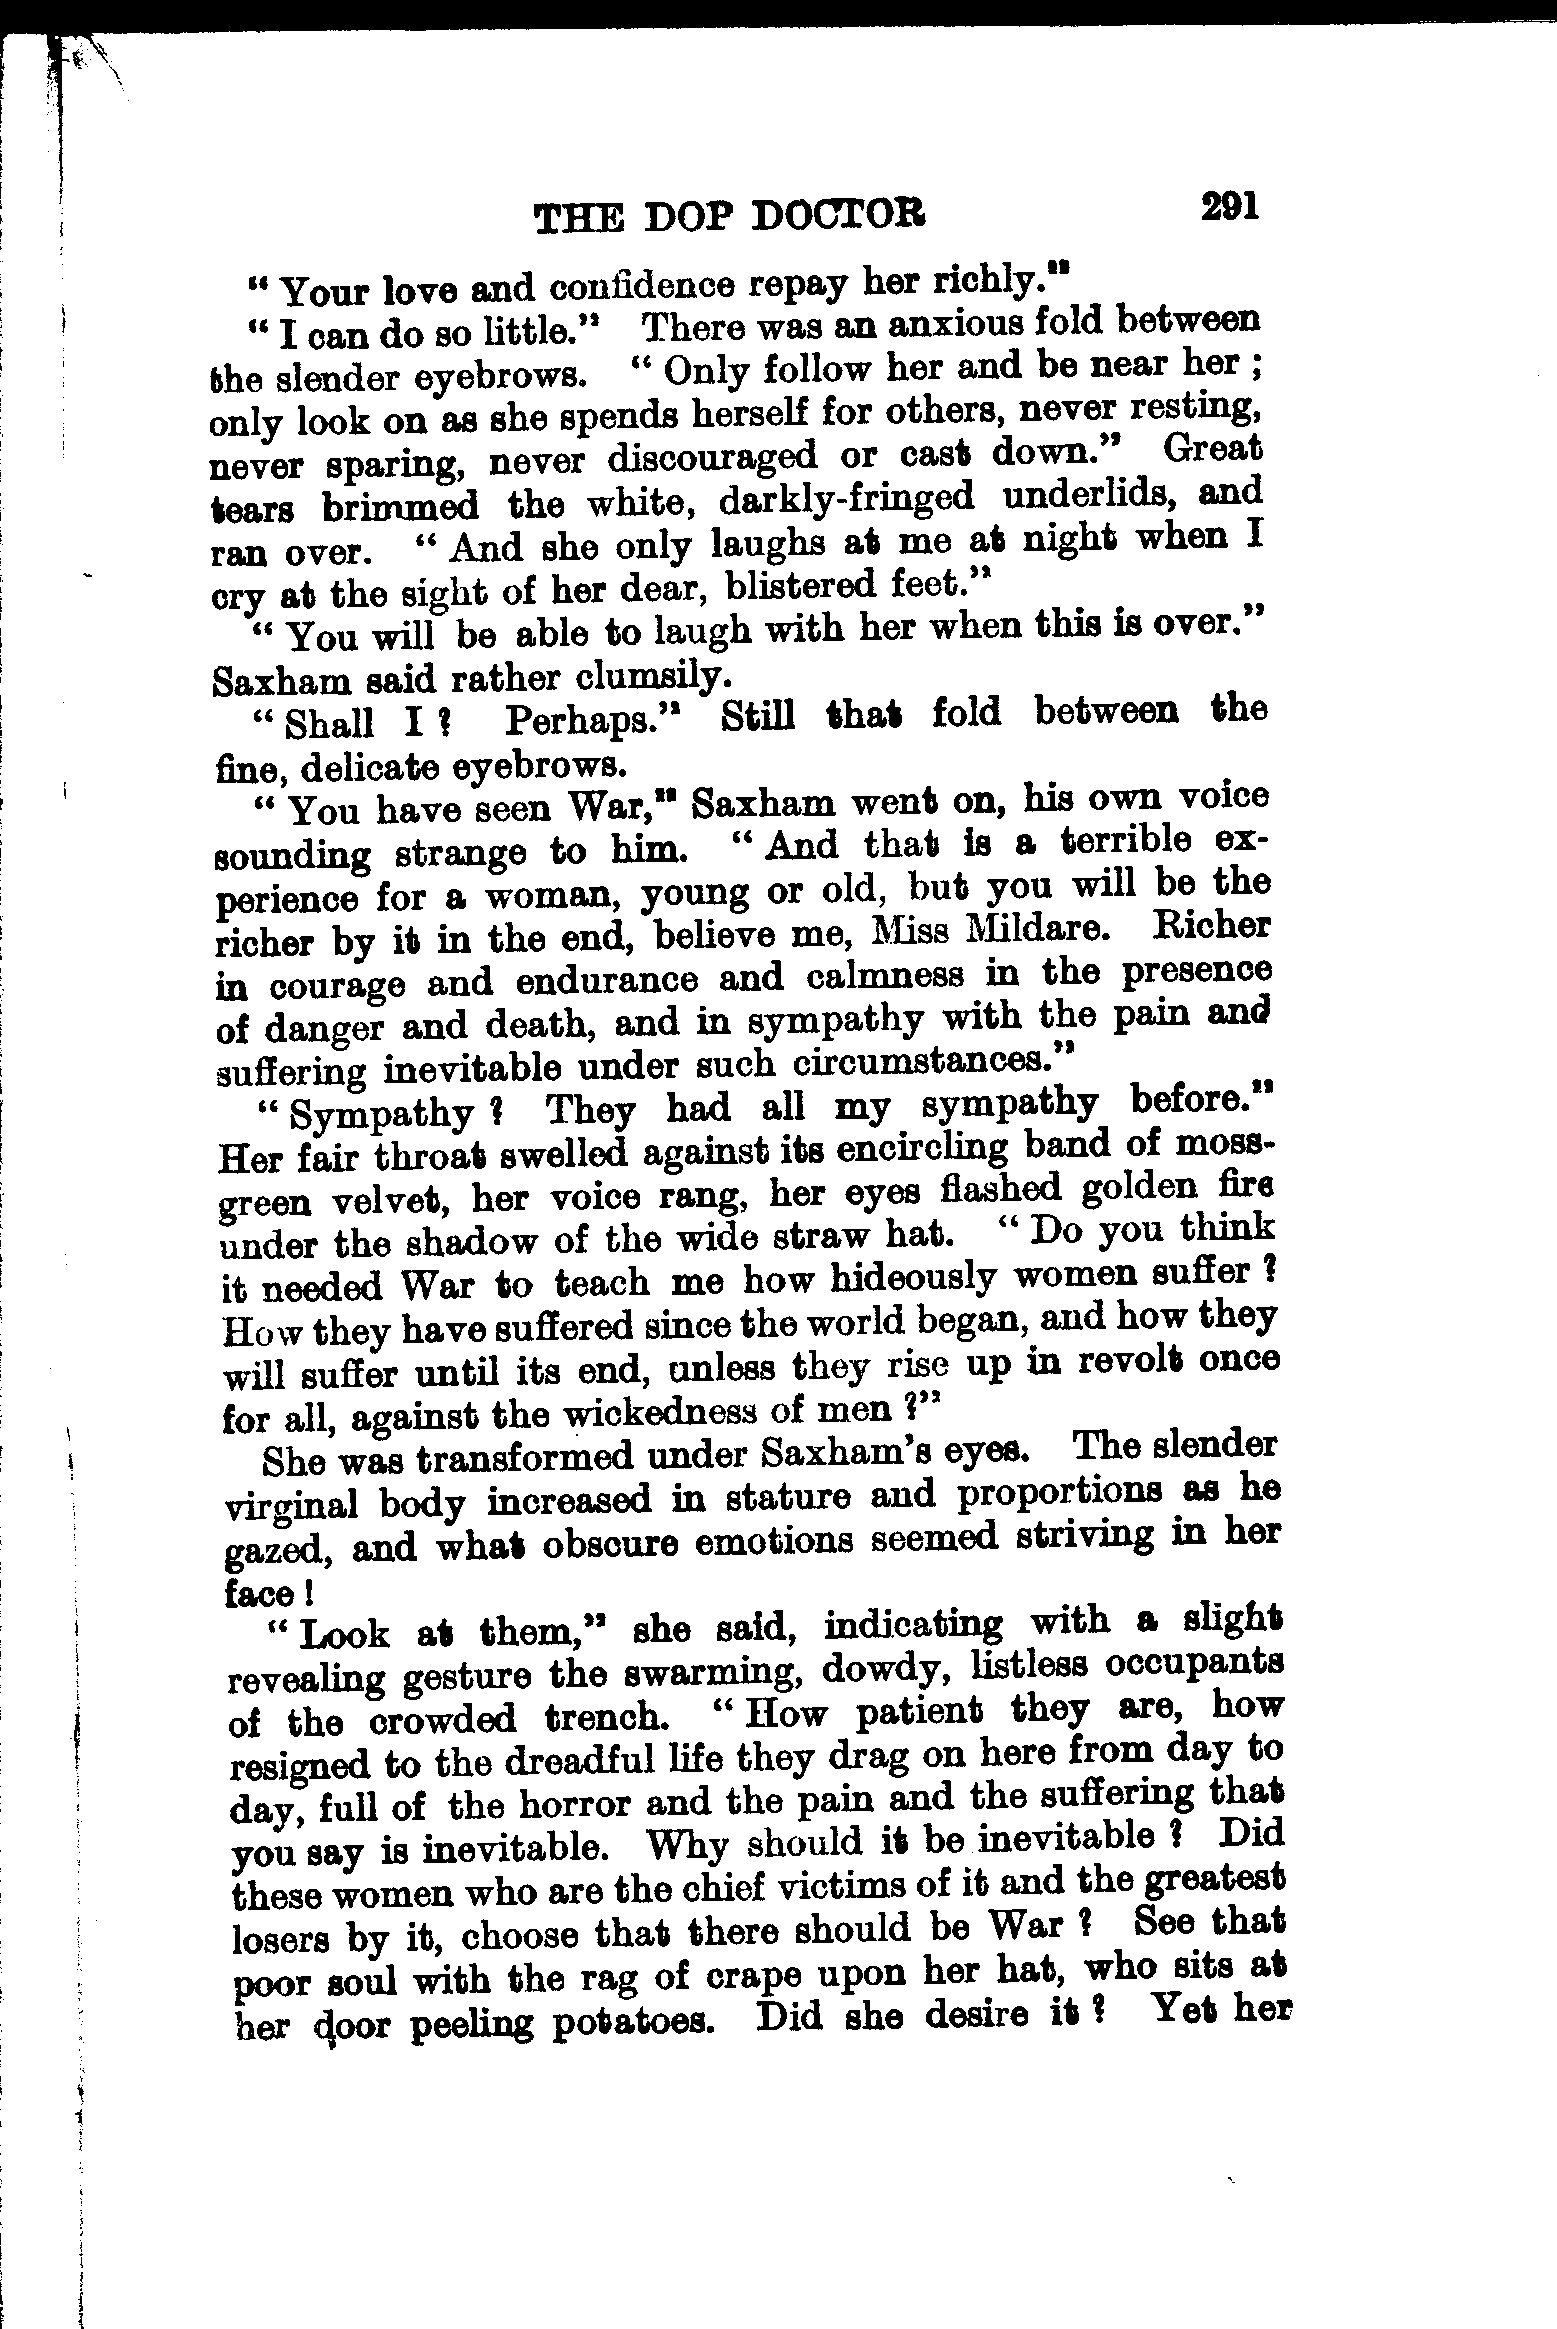 THE DOP DOCTOR 291
“Your love and confidence repay her richly.”
“I can do so little.” There was an anxious fold between
the slender eyebrows. “Only follow her and be near her ;
only look on as she spends herself for others, never resting,
never sparing, never discouraged or cast down.” Great
tears brimmed the white, darkly-fringed underlids, and
ran over. “And she only laughs at me at night when I
cry at the sight of her dear, blistered feet.”
“You will be able to laugh with her when this is over.”
Saxham said rather clumsily.
“Shall I ? Perhaps.” Still that fold between the
fine, delicate eyebrows.
“You have seen War,” Saxham went on, his own voice
sounding strange to him. “And that is a terrible ex-
perience for a woman, young or old, but you will be the
richer by it in the end, believe me, Miss Mildare. Richer
in courage and endurance and calmness in the presence
of danger and death, and in sympathy with the pain and
suffering inevitable under such circumstances.”
“Sympathy ? They had all my sympathy before.”
Her fair throat swelled against its encircling band of moss-
green velvet, her voice rang, her eyes flashed golden fire
under the shadow of the wide straw hat. “Do you think
it needed War to teach me how hideously women suffer ?
How they have suffered since the world began, and how they
will suffer until its end, unless they rise up in revolt once
for all, against the wickedness of men ?”
She was transformed under Saxham's eyes. The slender
virginal body increased in stature and proportions as he
gazed, and what obscure emotions seemed striving in her
face !
“Look at them,” she said, indicating with a slight
revealing gesture the swarming, dowdy, listless occupants
of the crowded trench. “How patient they are, how
resigned to the dreadful life they drag on here from day to
day, full of the horror and the pain and the suffering that
you say is inevitable. Why should it be inevitable ? Did
these women who are the chief victims of it and the greatest
losers by it, choose that there should be War ? See that
poor soul with the rag of crape upon her hat, who sits at
her door peeling potatoes. Did she desire it ? Yet her